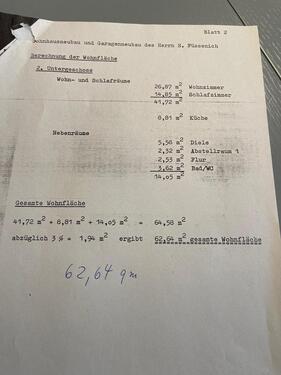 Blatt 2
Wohnhausneubau und Garagenneubau des Herrn H. Füssenich
Berechnung der Wohnfläche
2. Untergeschoss
Wohn- und Schlafräume
26,87 m² Wohnzimmer
14,85 m² Schlafzimmer
41,72 m²
8,81 m² Küche
Nebenräume
5,58 m² Diele
2,32 m² Abstellraum 1
2,53 m² Flur
3,62 m² Bad/WC
14,05 m²
Gesamte Wohnfläche
41,72 m² + 8,81 m² + 14,05 m² = 64,58 m²
abzüglich 3 % = 1,94 m² ergibt 62,64 m² gesamte Wohnfläche
62,64 qm